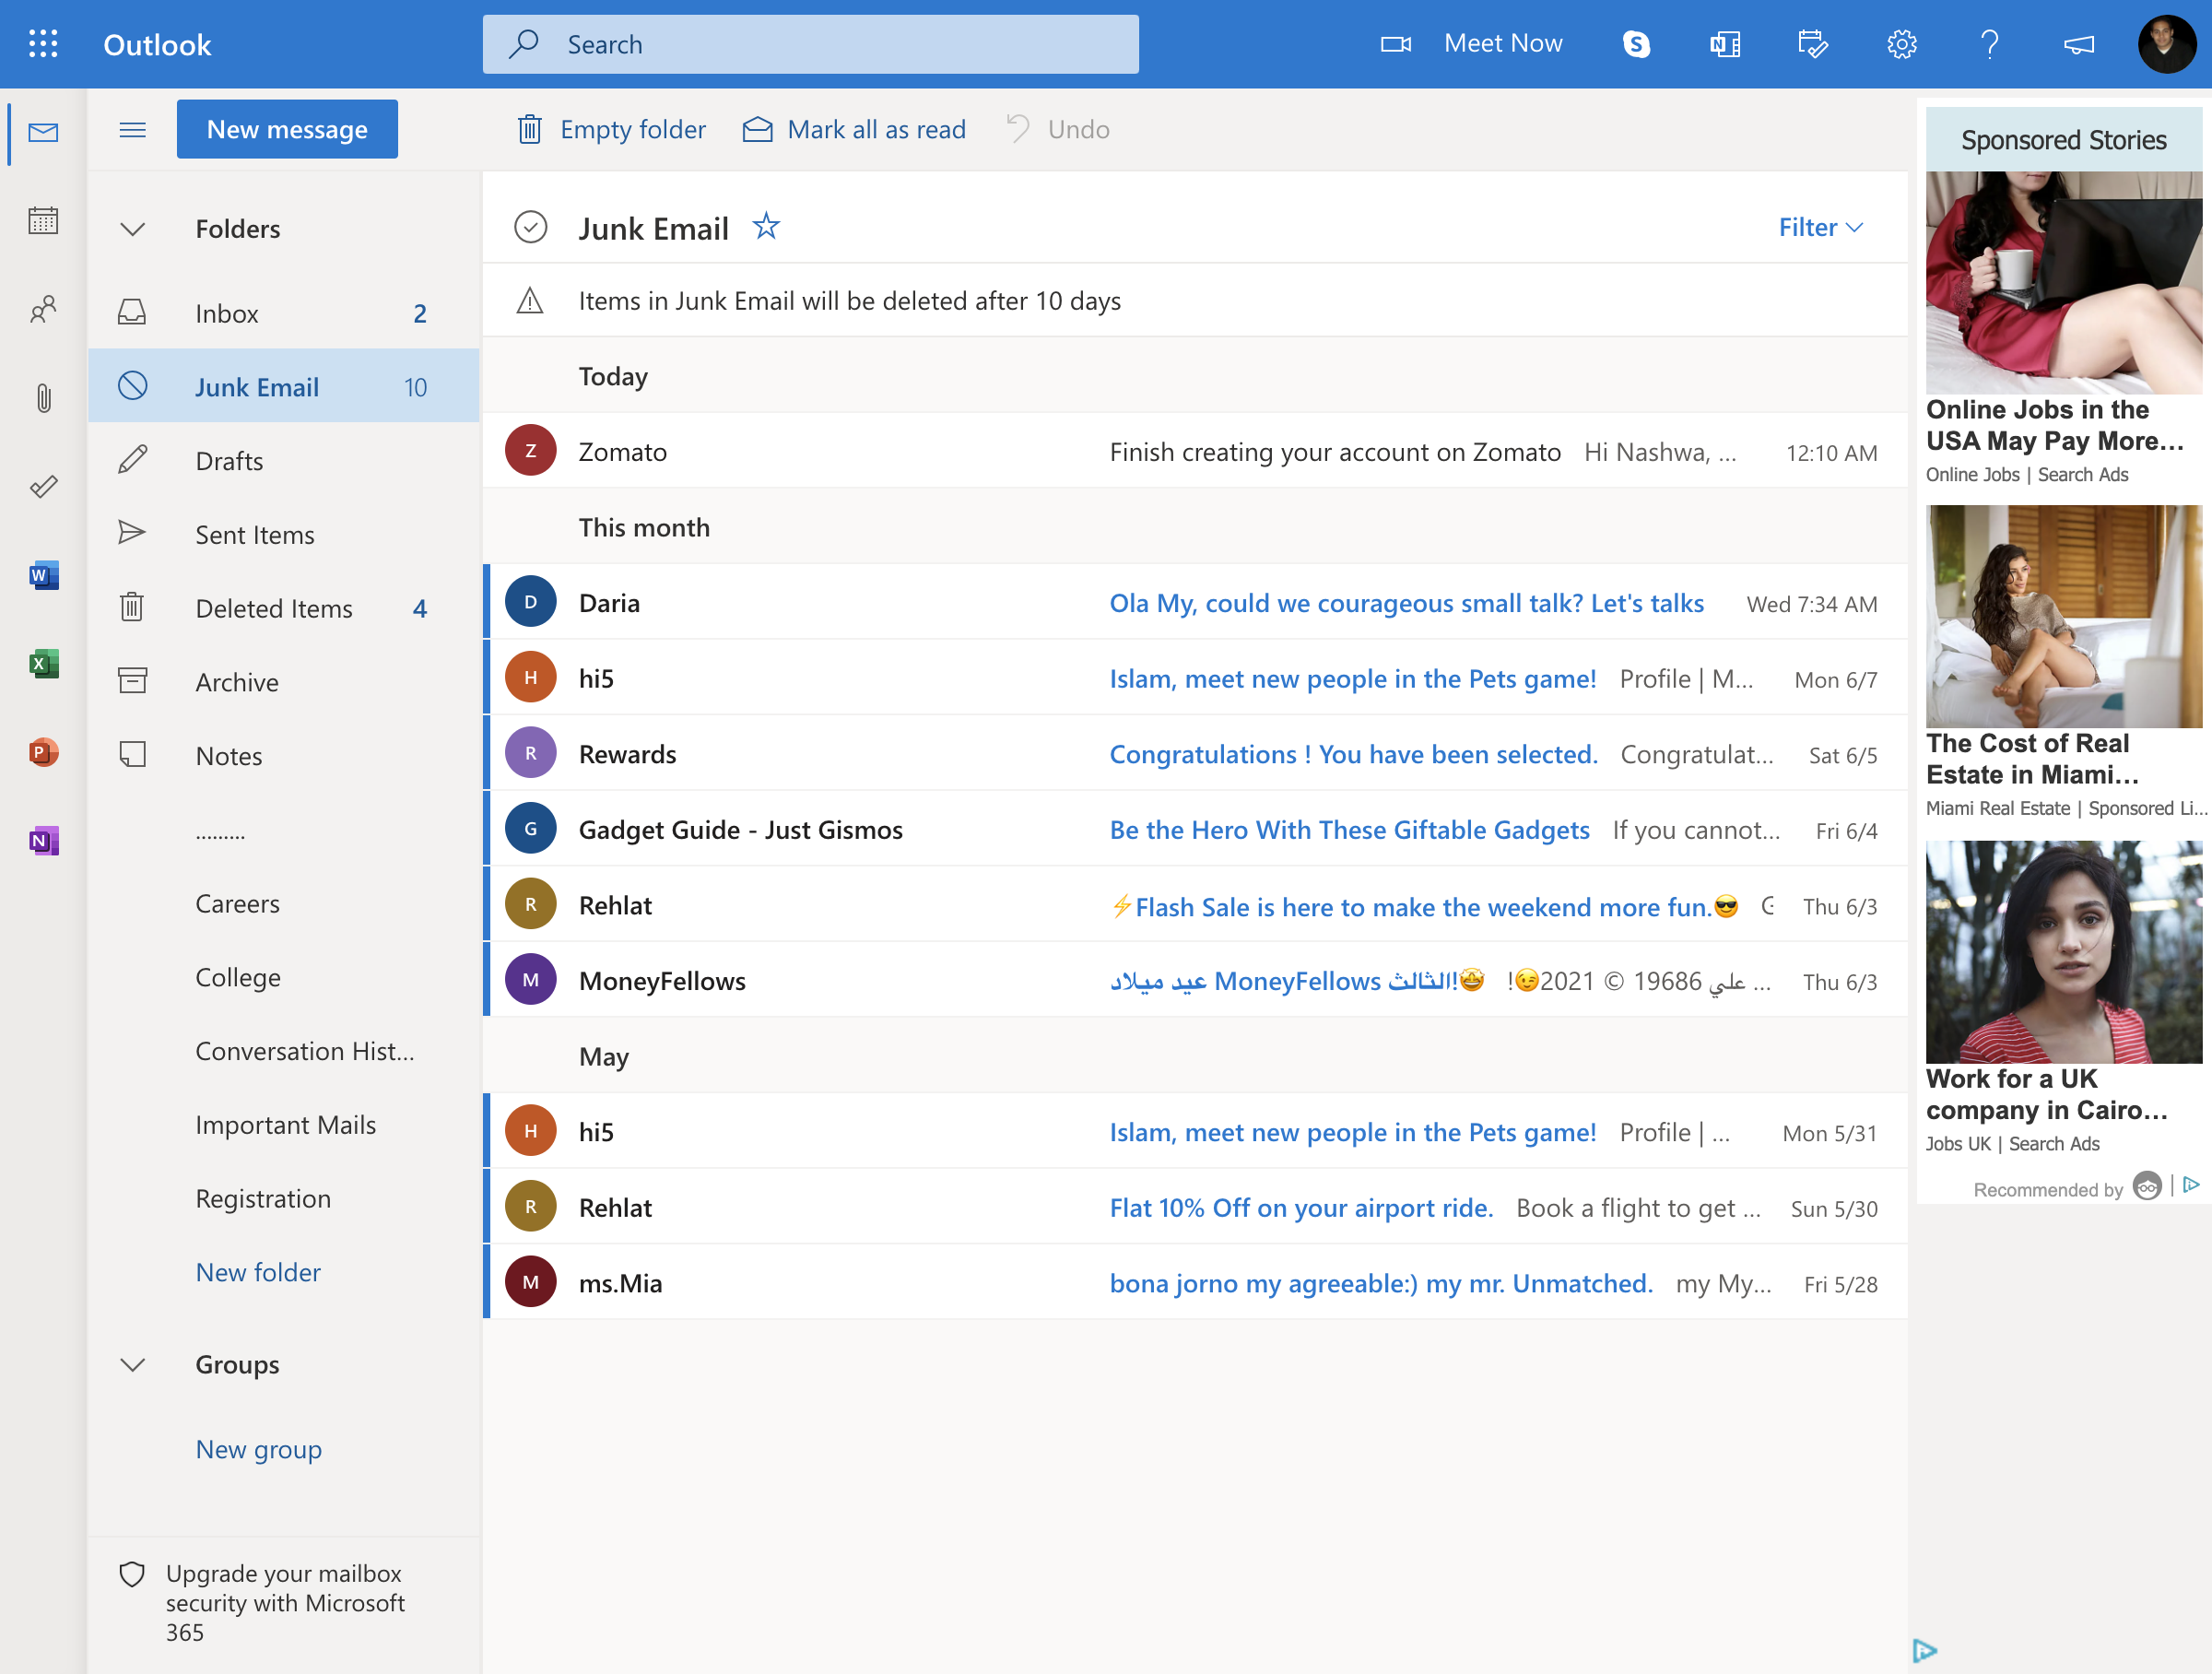 Outlook
Search
Meet Now
New message
Empty folder
Mark all as read
Undo
Folders
Inbox 2
Junk Email 10
Drafts
Sent Items
Deleted Items 4
Archive
Notes
.........
Careers
College
Conversation Hist...
Important Mails
Registration
New folder
Groups
New group
Upgrade your mailbox
security with Microsoft
365
Junk Email
Filter
Items in Junk Email will be deleted after 10 days
Today
Z Zomato Finish creating your account on Zomato Hi Nashwa, ... 12:10 AM
This month
D Daria Ola My, could we courageous small talk? Let's talks Wed 7:34 AM
H hi5 Islam, meet new people in the Pets game! Profile | M... Mon 6/7
R Rewards Congratulations ! You have been selected. Congratulat... Sat 6/5
G Gadget Guide - Just Gismos Be the Hero With These Giftable Gadgets If you cannot... Fri 6/4
R Rehlat ⚡Flash Sale is here to make the weekend more fun.😎 Thu 6/3
M MoneyFellows عيد ميلاد MoneyFellows الثالث!🤩 !😉2021 © 19686 علي ... Thu 6/3
May
H hi5 Islam, meet new people in the Pets game! Profile | ... Mon 5/31
R Rehlat Flat 10% Off on your airport ride. Book a flight to get ... Sun 5/30
M ms.Mia bona jorno my agreeable:) my mr. Unmatched. my My... Fri 5/28
Sponsored Stories
Online Jobs in the
USA May Pay More...
Online Jobs | Search Ads
The Cost of Real
Estate in Miami...
Miami Real Estate | Sponsored Li...
Work for a UK
company in Cairo...
Jobs UK | Search Ads
Recommended by